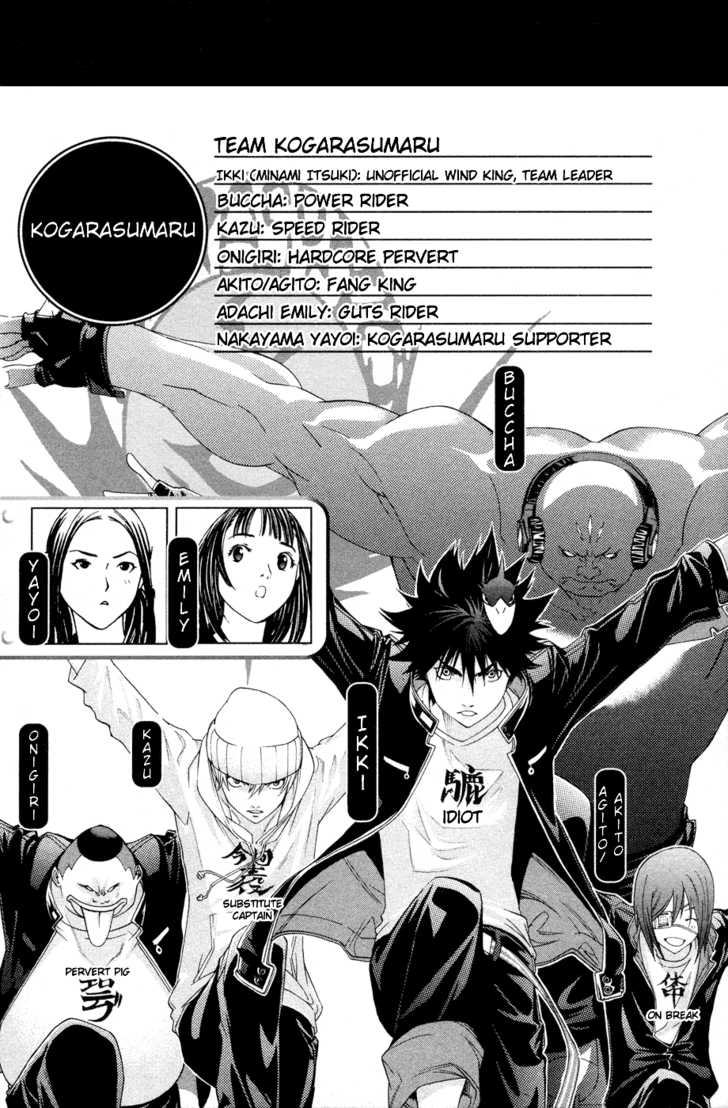 TEAM KOGARASUMARU
KOGARASUMARU
IKKI (MINAMI ITSUKI): UNOFFICIAL WIND KING, TEAM LEADER
BUCCHA: POWER RIDER
KAZU: SPEED RIDER
ONIGIRI: HARDCORE PERVERT
AKITO/AGITO: FANG KING
ADACHI EMILY: GUTS RIDER
NAKAYAMA YAYOI: KOGARASUMARU SUPPORTER
BUCCHA
YAYOI
EMILY
IKKI
KAZU
ONIGIRI
AGITO/
AKITO
IDIOT
SUBSTITUTE
CAPTAIN
PERVERT PIG
ON BREAK